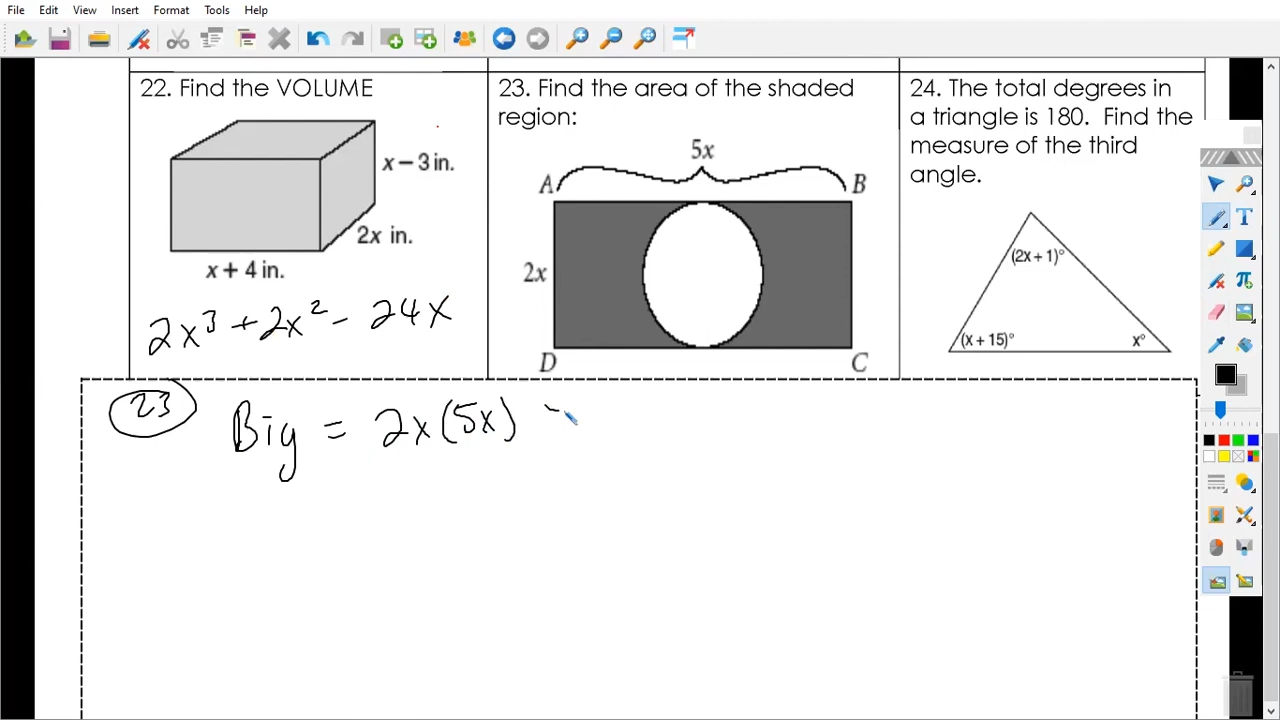 File Edit View Insert Format Tools Help
22. Find the VOLUME
x – 3 in.
2x in.
x + 4 in.
2x³ + 2x² – 24x
23. Find the area of the shaded
region:
5x
A B
2x
D C
24. The total degrees in
a triangle is 180. Find the
measure of the third
angle.
(2x + 1)°
(x + 15)° x°
23 Big = 2x(5x)
T
π